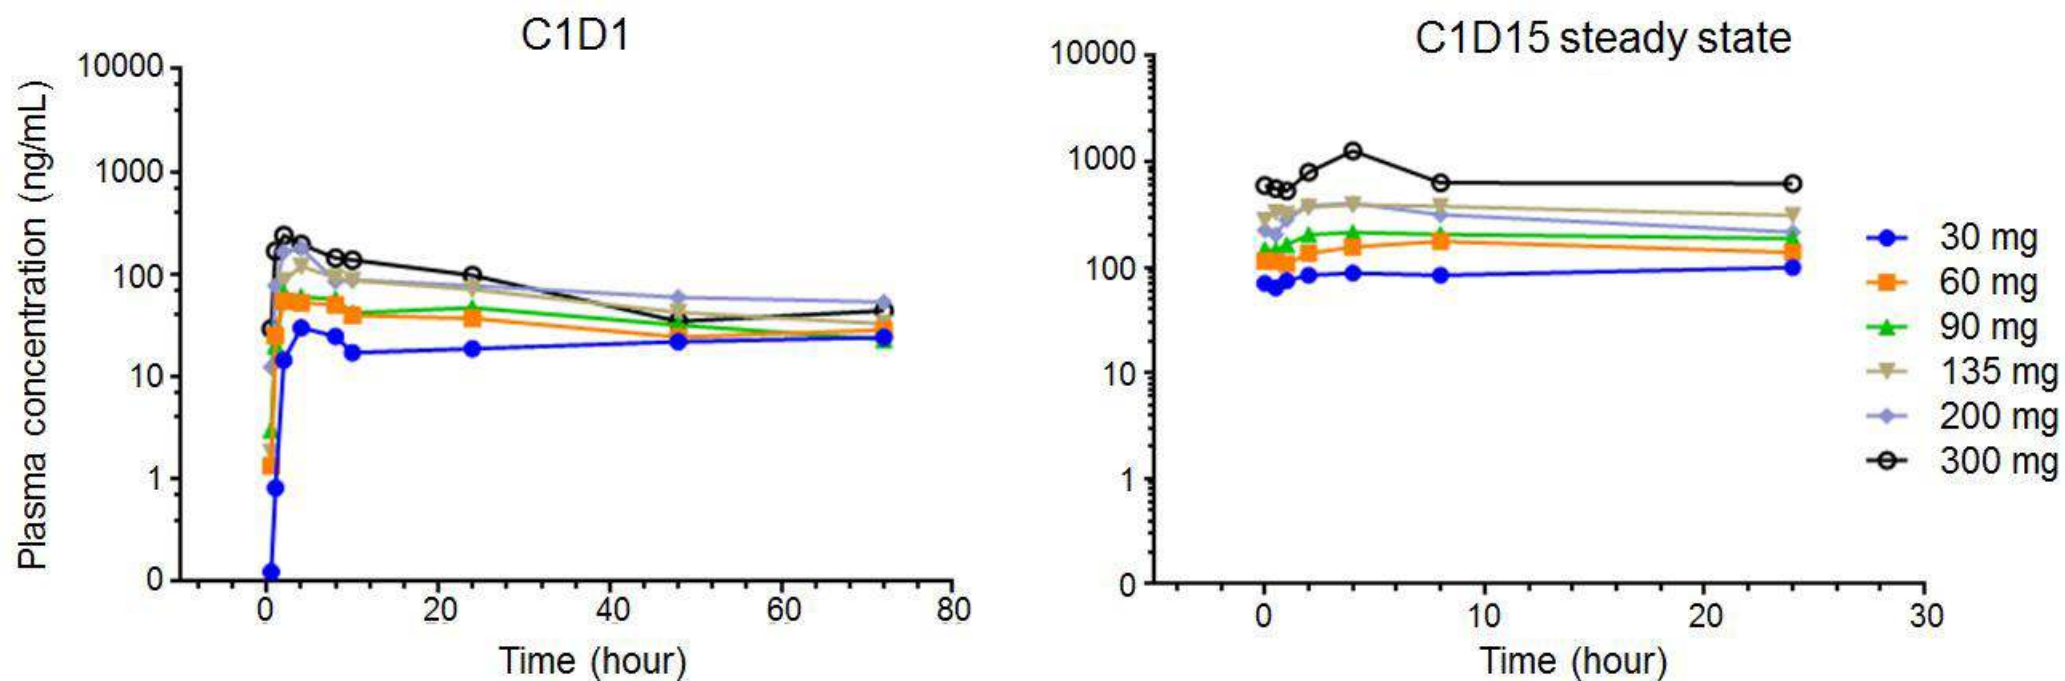 C1D1
Plasma concentration (ng/mL)
10000
1000
100
10
1
0
0 20 40 60 80
Time (hour)
C1D15 steady state
10000
1000
100
10
1
0
0 10 20 30
Time (hour)
30 mg
60 mg
90 mg
135 mg
200 mg
300 mg